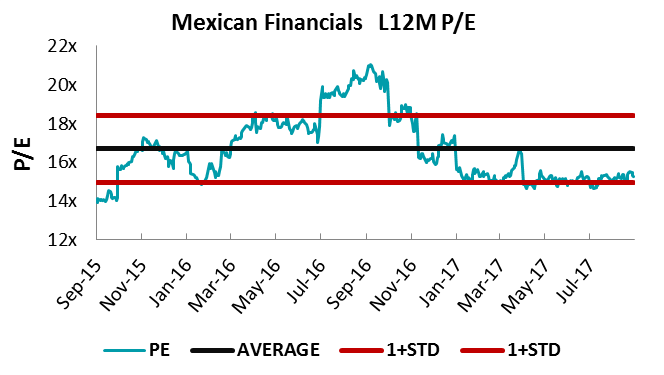 Mexican Financials L12M P/E
22x
20x
18x
16x
14x
12x
P/E
Sep-15
Nov-15
Jan-16
Mar-16
May-16
Jul-16
Sep-16
Nov-16
Jan-17
Mar-17
May-17
Jul-17
PE AVERAGE 1+STD 1+STD